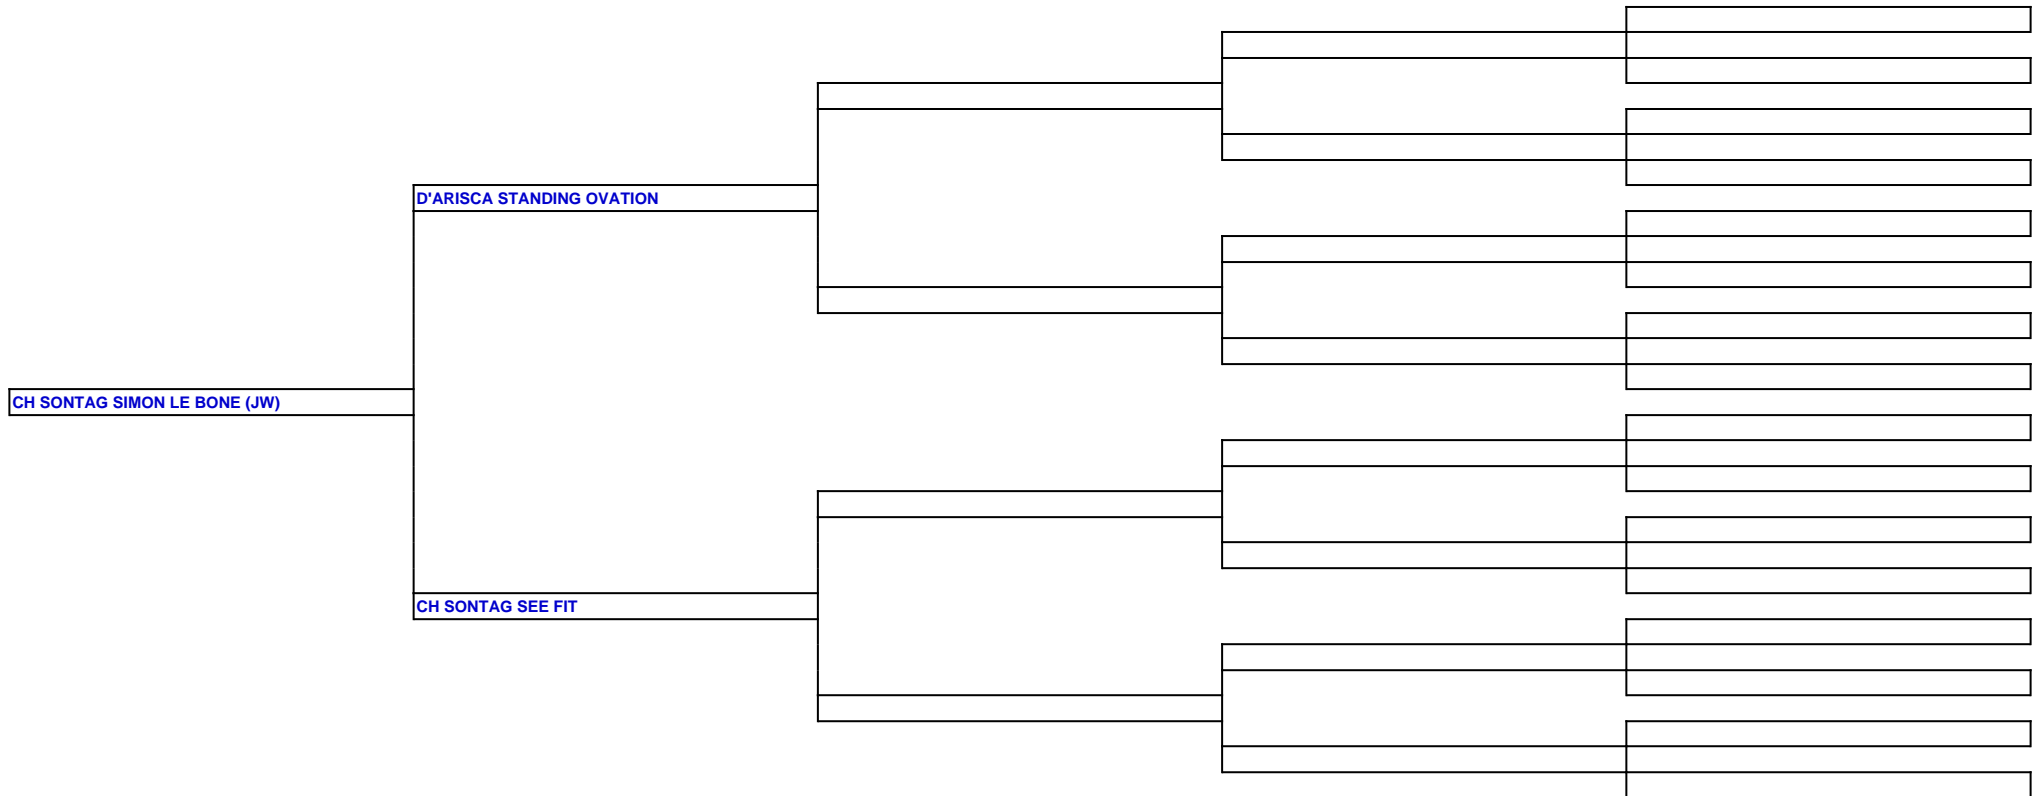 D'ARISCA STANDING OVATION
CH SONTAG SIMON LE BONE (JW)
CH SONTAG SEE FIT